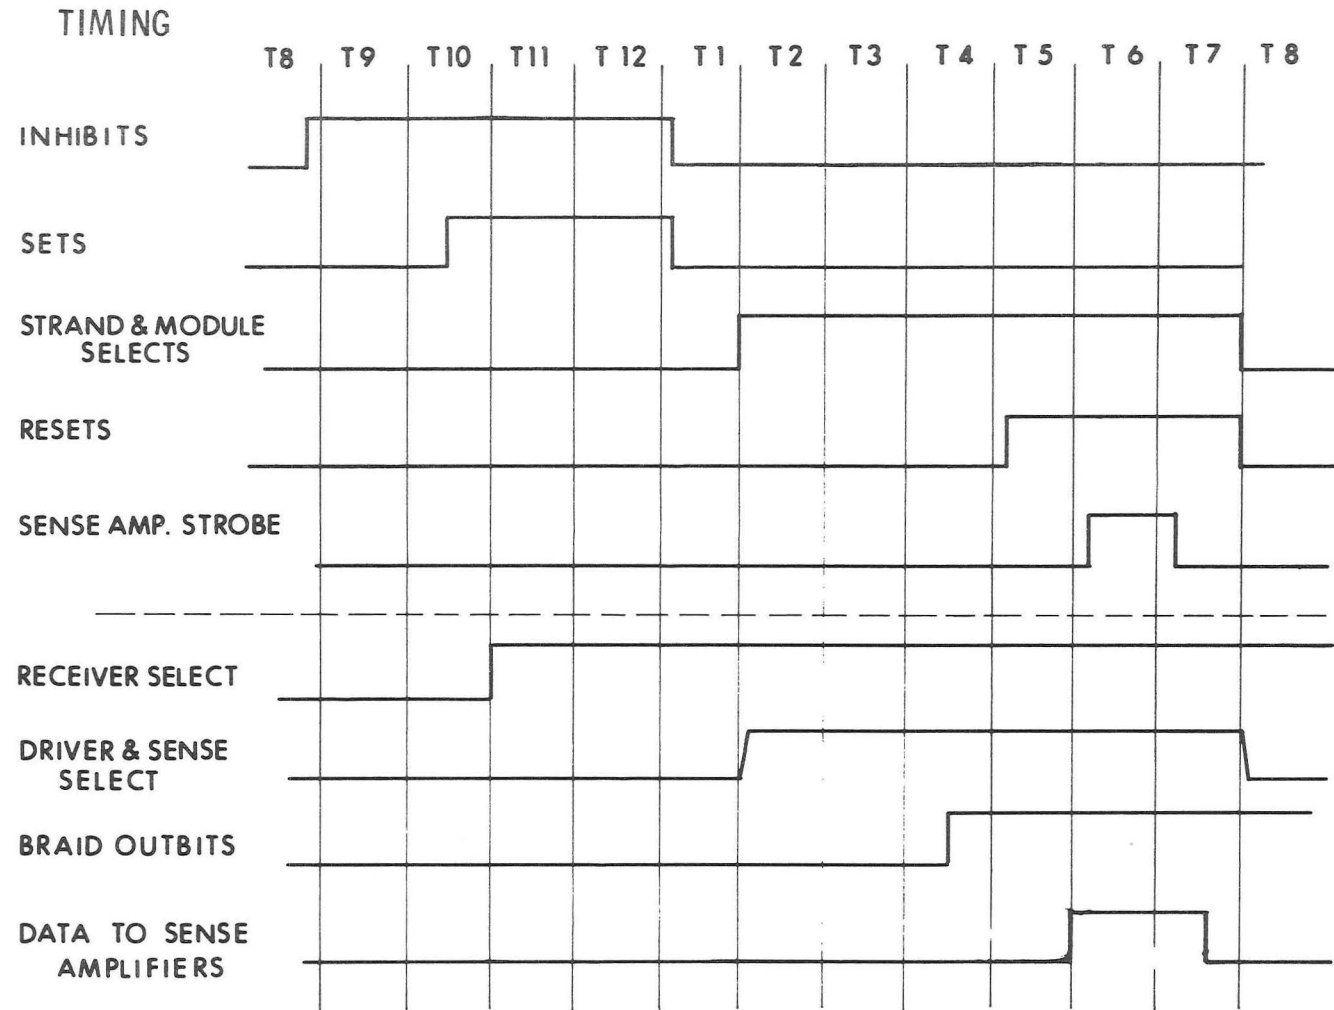 TIMING
T8 T9 T10 T11 T12 T1 T2 T3 T4 T5 T6 T7 T8
INHIBITS
SETS
STRAND & MODULE
SELECTS
RESETS
SENSE AMP. STROBE
RECEIVER SELECT
DRIVER & SENSE
SELECT
BRAID OUTBITS
DATA TO SENSE
AMPLIFIERS